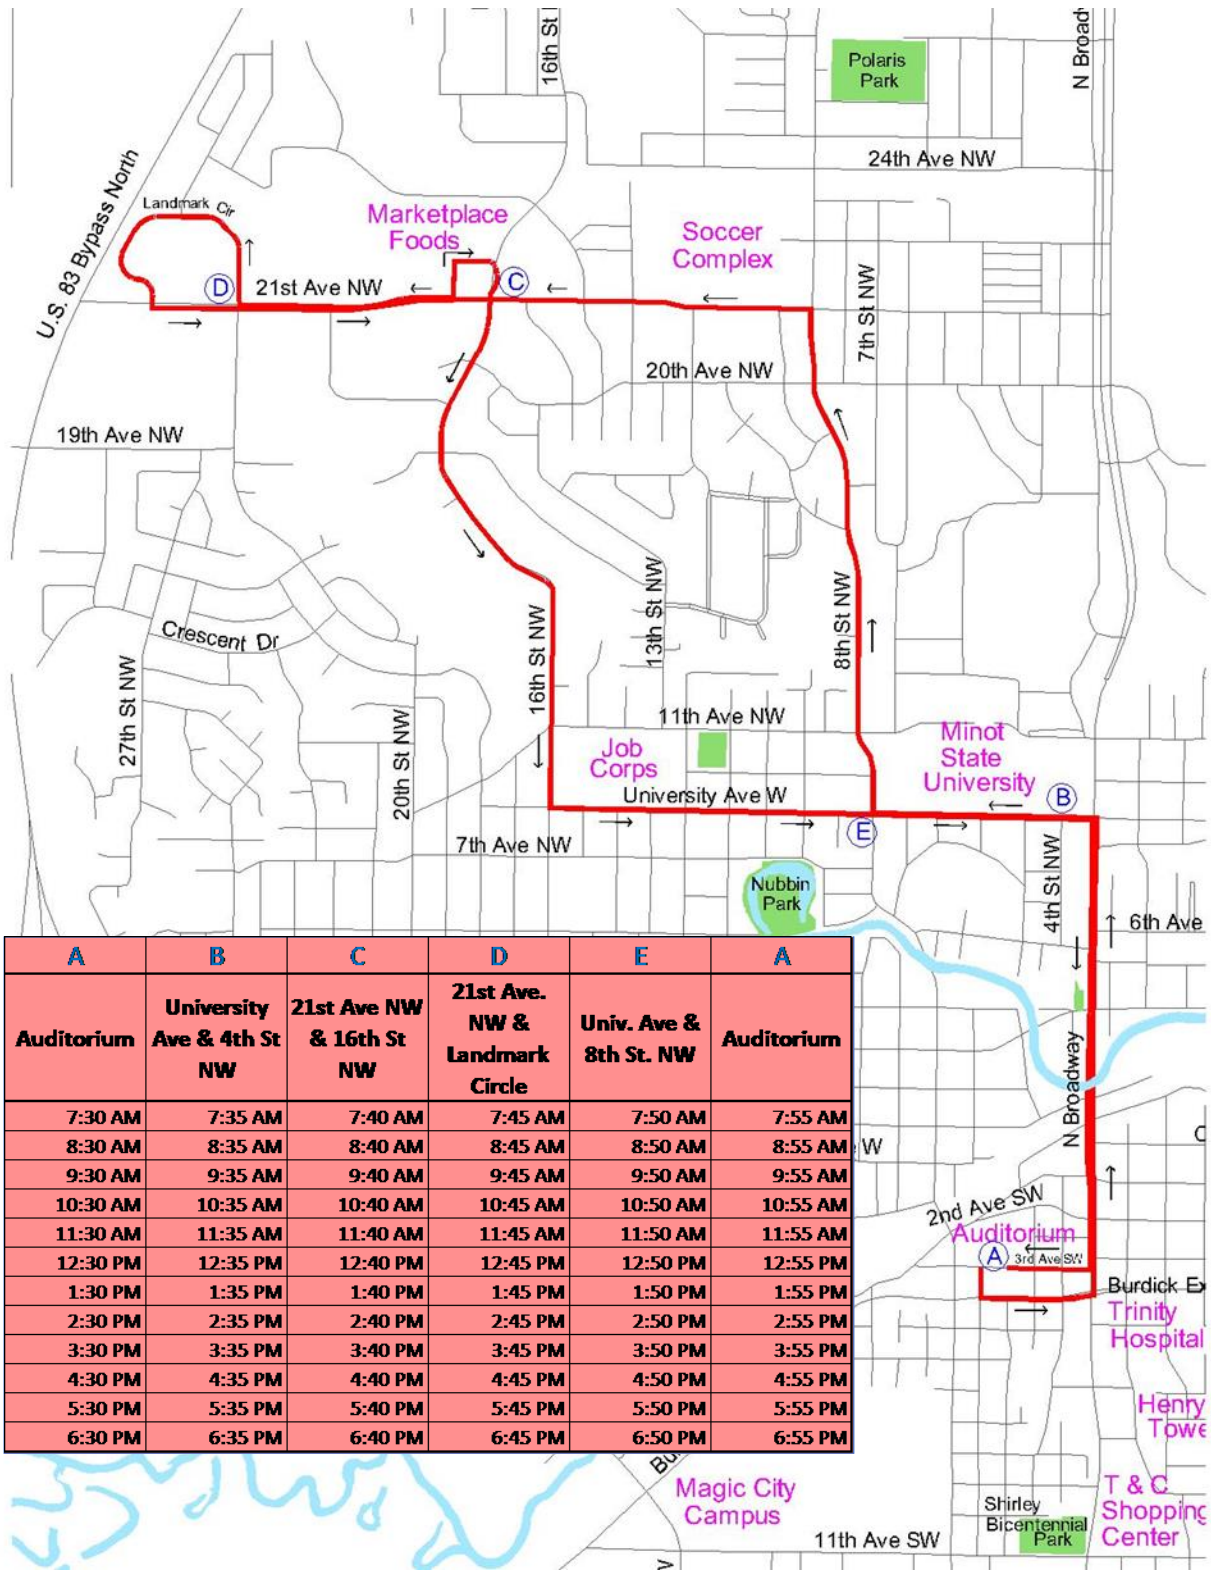 16th St
N Broad
Polaris
Park
24th Ave NW
U.S. 83 Bypass North
Landmark Cir
Marketplace
Foods
Soccer
Complex
D
21st Ave NW
C
7th St NW
20th Ave NW
19th Ave NW
13th St NW
8th St NW
16th St NW
Crescent Dr
27th St NW
20th St NW
11th Ave NW
Job
Corps
Minot
State
University
University Ave W
B
E
7th Ave NW
4th St NW
Nubbin
Park
6th Ave
N Broadway
W
2nd Ave SW
Auditorium
A
3rd Ave SW
Burdick Ex
Trinity
Hospital
Henry
Towe
T & C
Shopping
Center
Shirley
Bicentennial
Park
Magic City
Campus
11th Ave SW
Bu
W
A B C D E A
Auditorium
University
Ave & 4th St
NW
21st Ave NW
& 16th St
NW
21st Ave.
NW &
Landmark
Circle
Univ. Ave &
8th St. NW
Auditorium
7:30 AM 7:35 AM 7:40 AM 7:45 AM 7:50 AM 7:55 AM
8:30 AM 8:35 AM 8:40 AM 8:45 AM 8:50 AM 8:55 AM
9:30 AM 9:35 AM 9:40 AM 9:45 AM 9:50 AM 9:55 AM
10:30 AM 10:35 AM 10:40 AM 10:45 AM 10:50 AM 10:55 AM
11:30 AM 11:35 AM 11:40 AM 11:45 AM 11:50 AM 11:55 AM
12:30 PM 12:35 PM 12:40 PM 12:45 PM 12:50 PM 12:55 PM
1:30 PM 1:35 PM 1:40 PM 1:45 PM 1:50 PM 1:55 PM
2:30 PM 2:35 PM 2:40 PM 2:45 PM 2:50 PM 2:55 PM
3:30 PM 3:35 PM 3:40 PM 3:45 PM 3:50 PM 3:55 PM
4:30 PM 4:35 PM 4:40 PM 4:45 PM 4:50 PM 4:55 PM
5:30 PM 5:35 PM 5:40 PM 5:45 PM 5:50 PM 5:55 PM
6:30 PM 6:35 PM 6:40 PM 6:45 PM 6:50 PM 6:55 PM